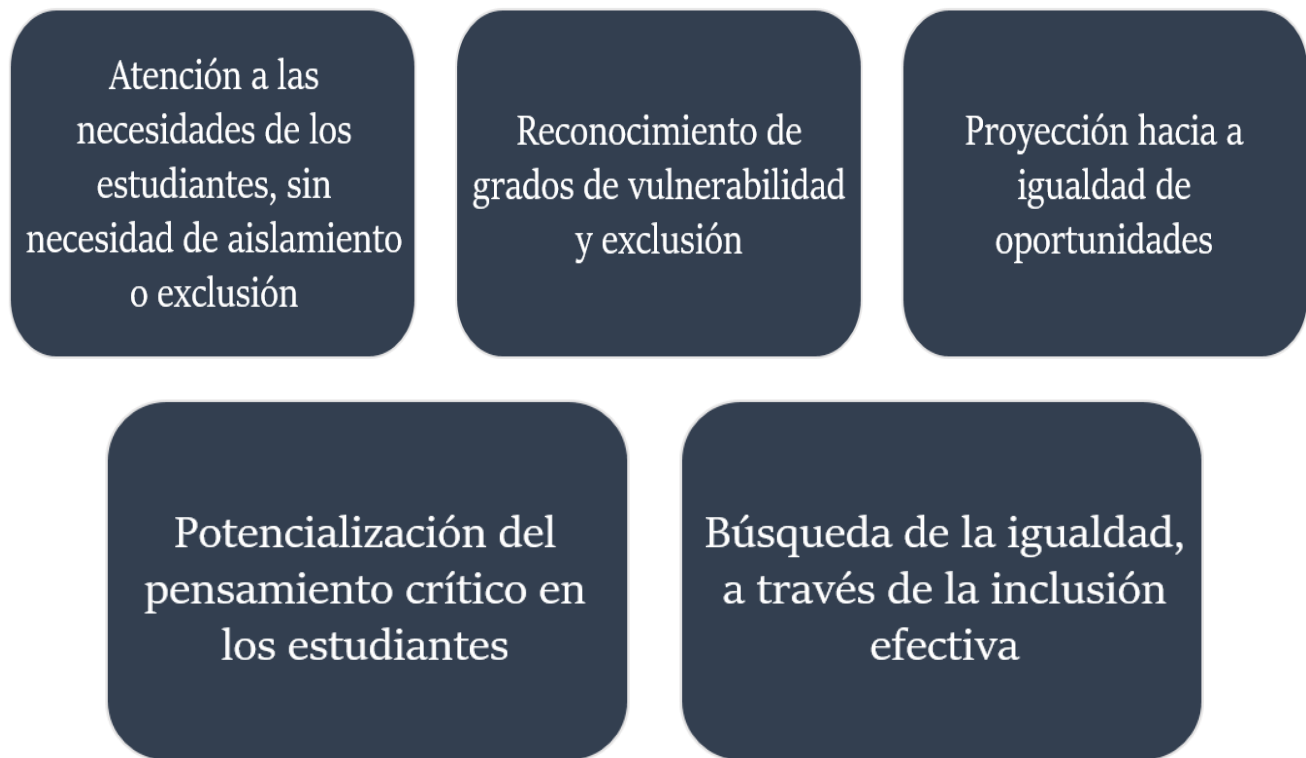 Atención a las
necesidades de los
estudiantes, sin
necesidad de aislamiento
o exclusión
Reconocimiento de
grados de vulnerabilidad
y exclusión
Proyección hacia a
igualdad de
oportunidades
Potencialización del
pensamiento crítico en
los estudiantes
Búsqueda de la igualdad,
a través de la inclusión
efectiva